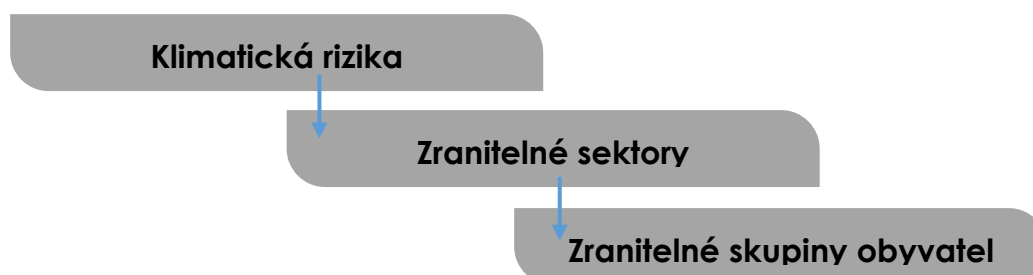 Klimatická rizika
Zranitelné sektory
Zranitelné skupiny obyvatel